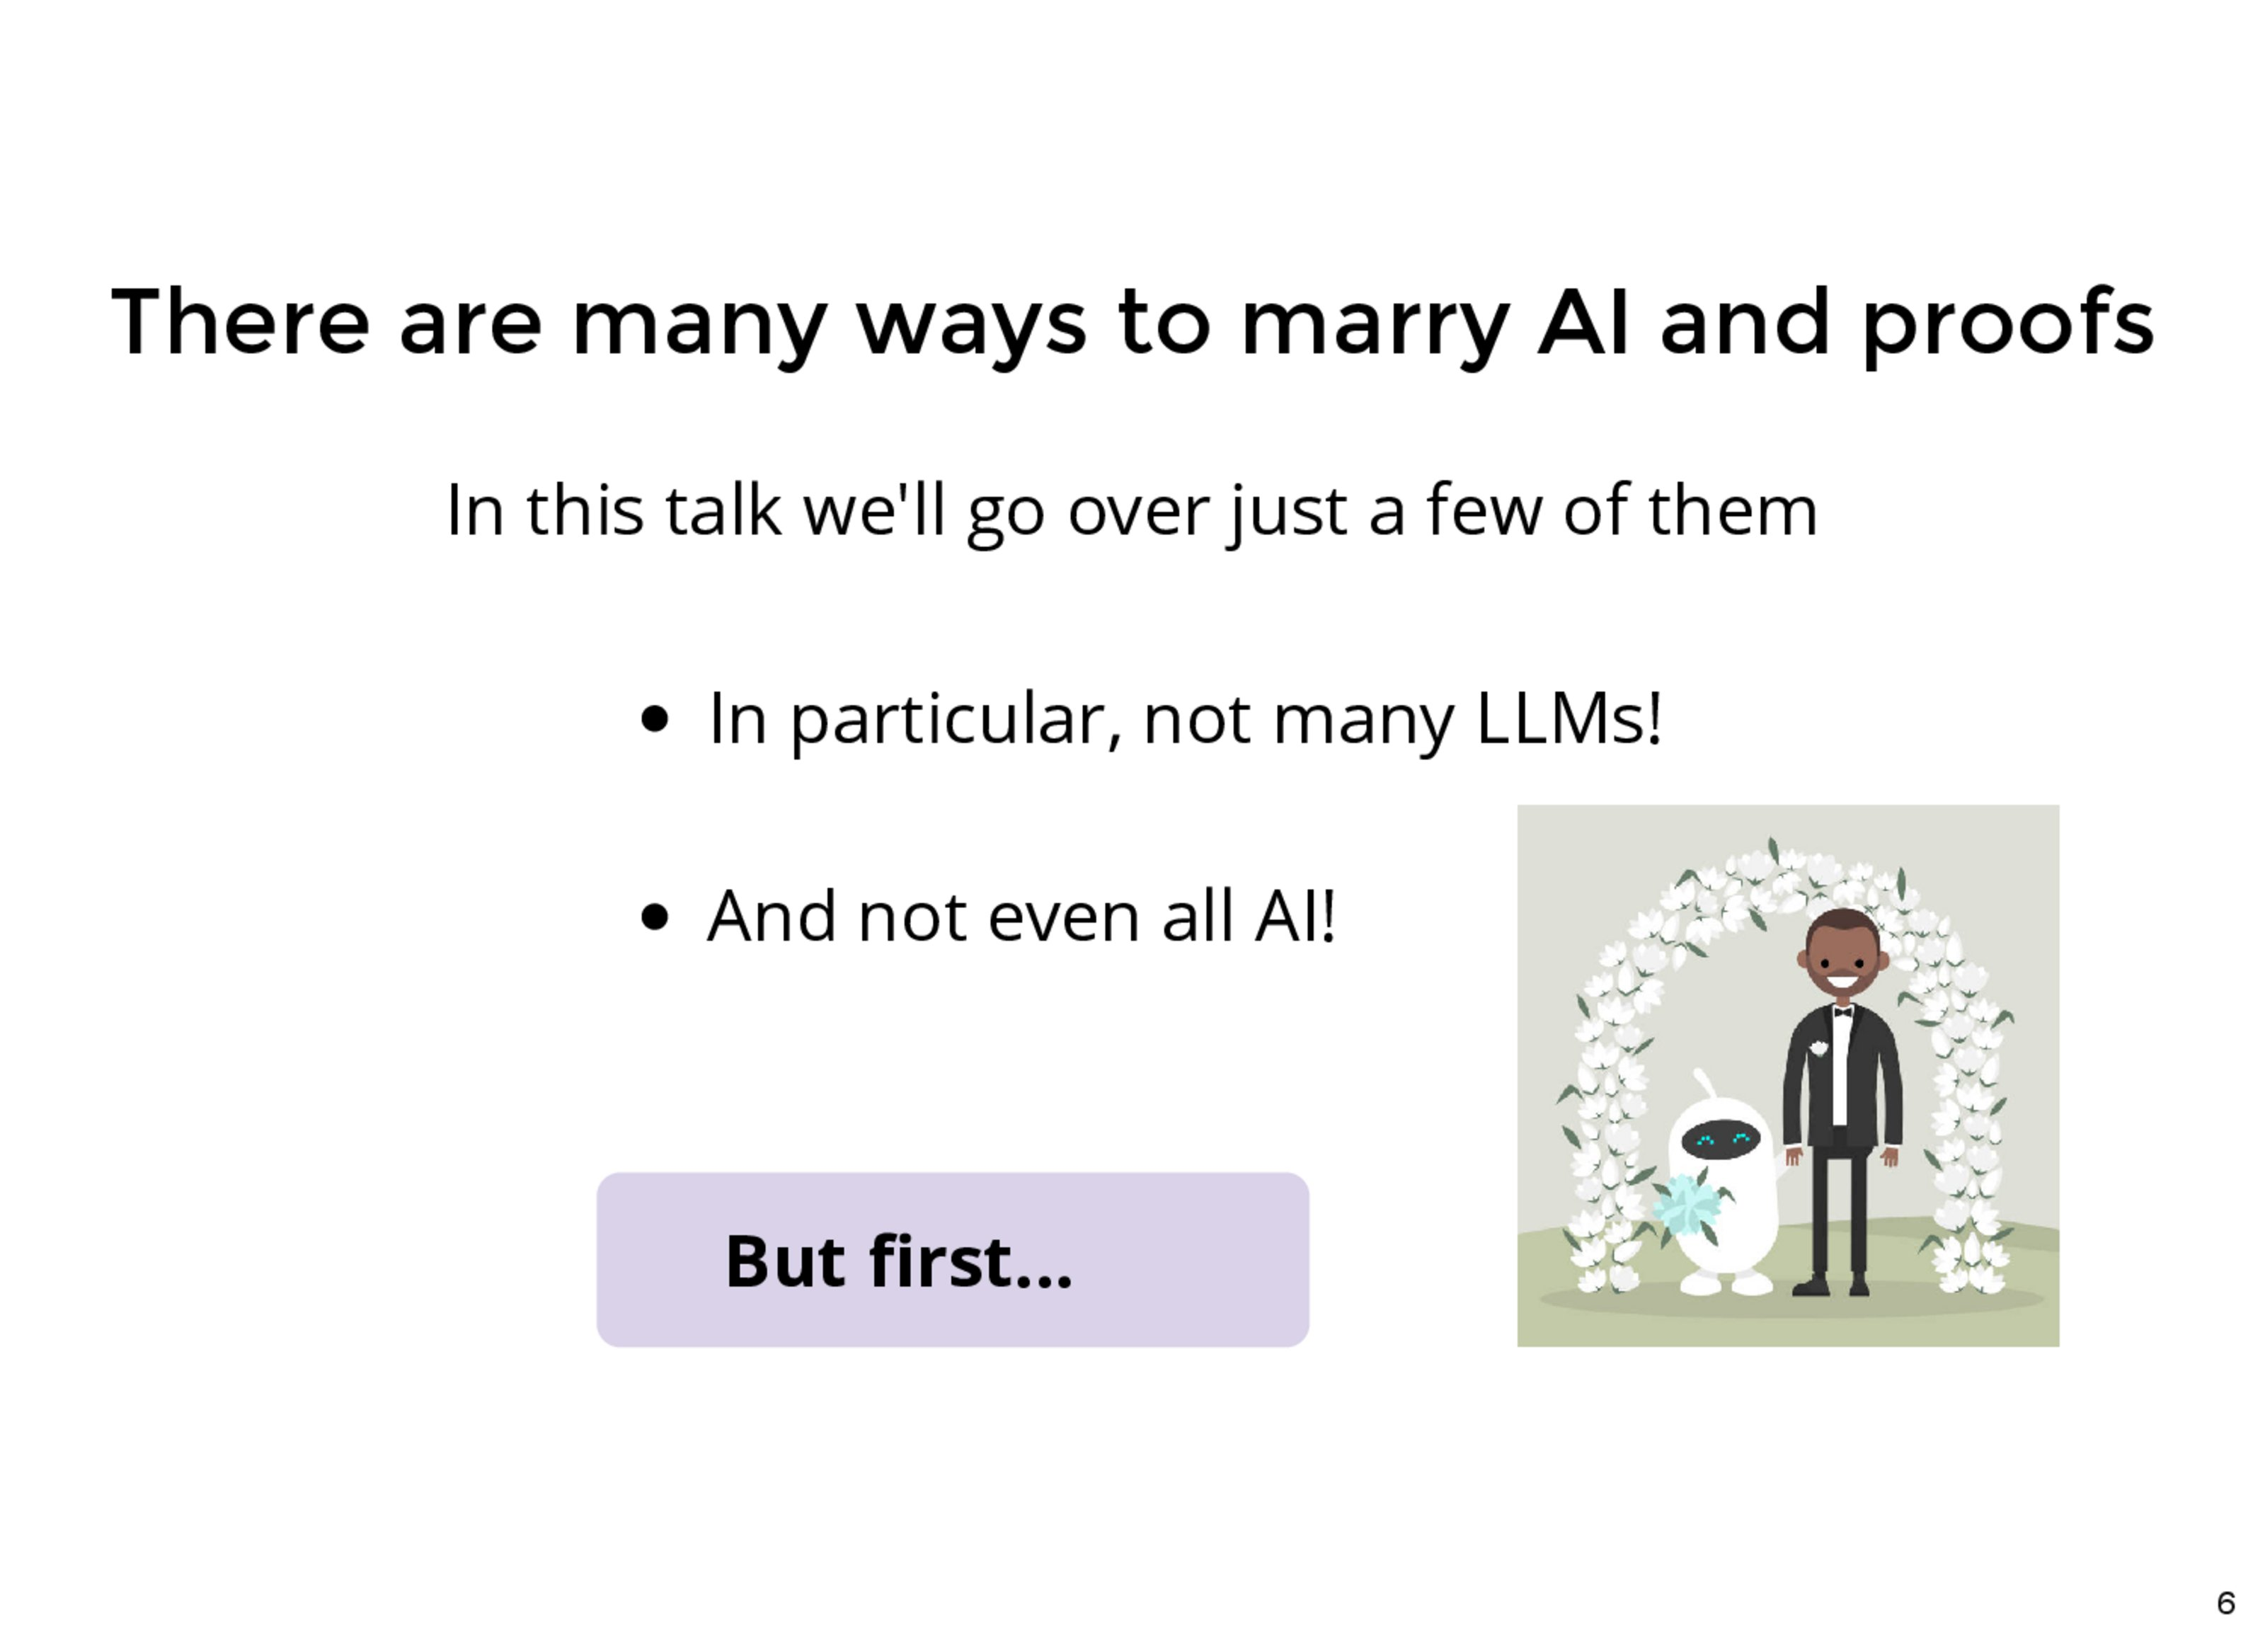 There are many ways to marry AI and proofs
In this talk we'll go over just a few of them
• In particular, not many LLMs!
• And not even all AI!
But first...
6